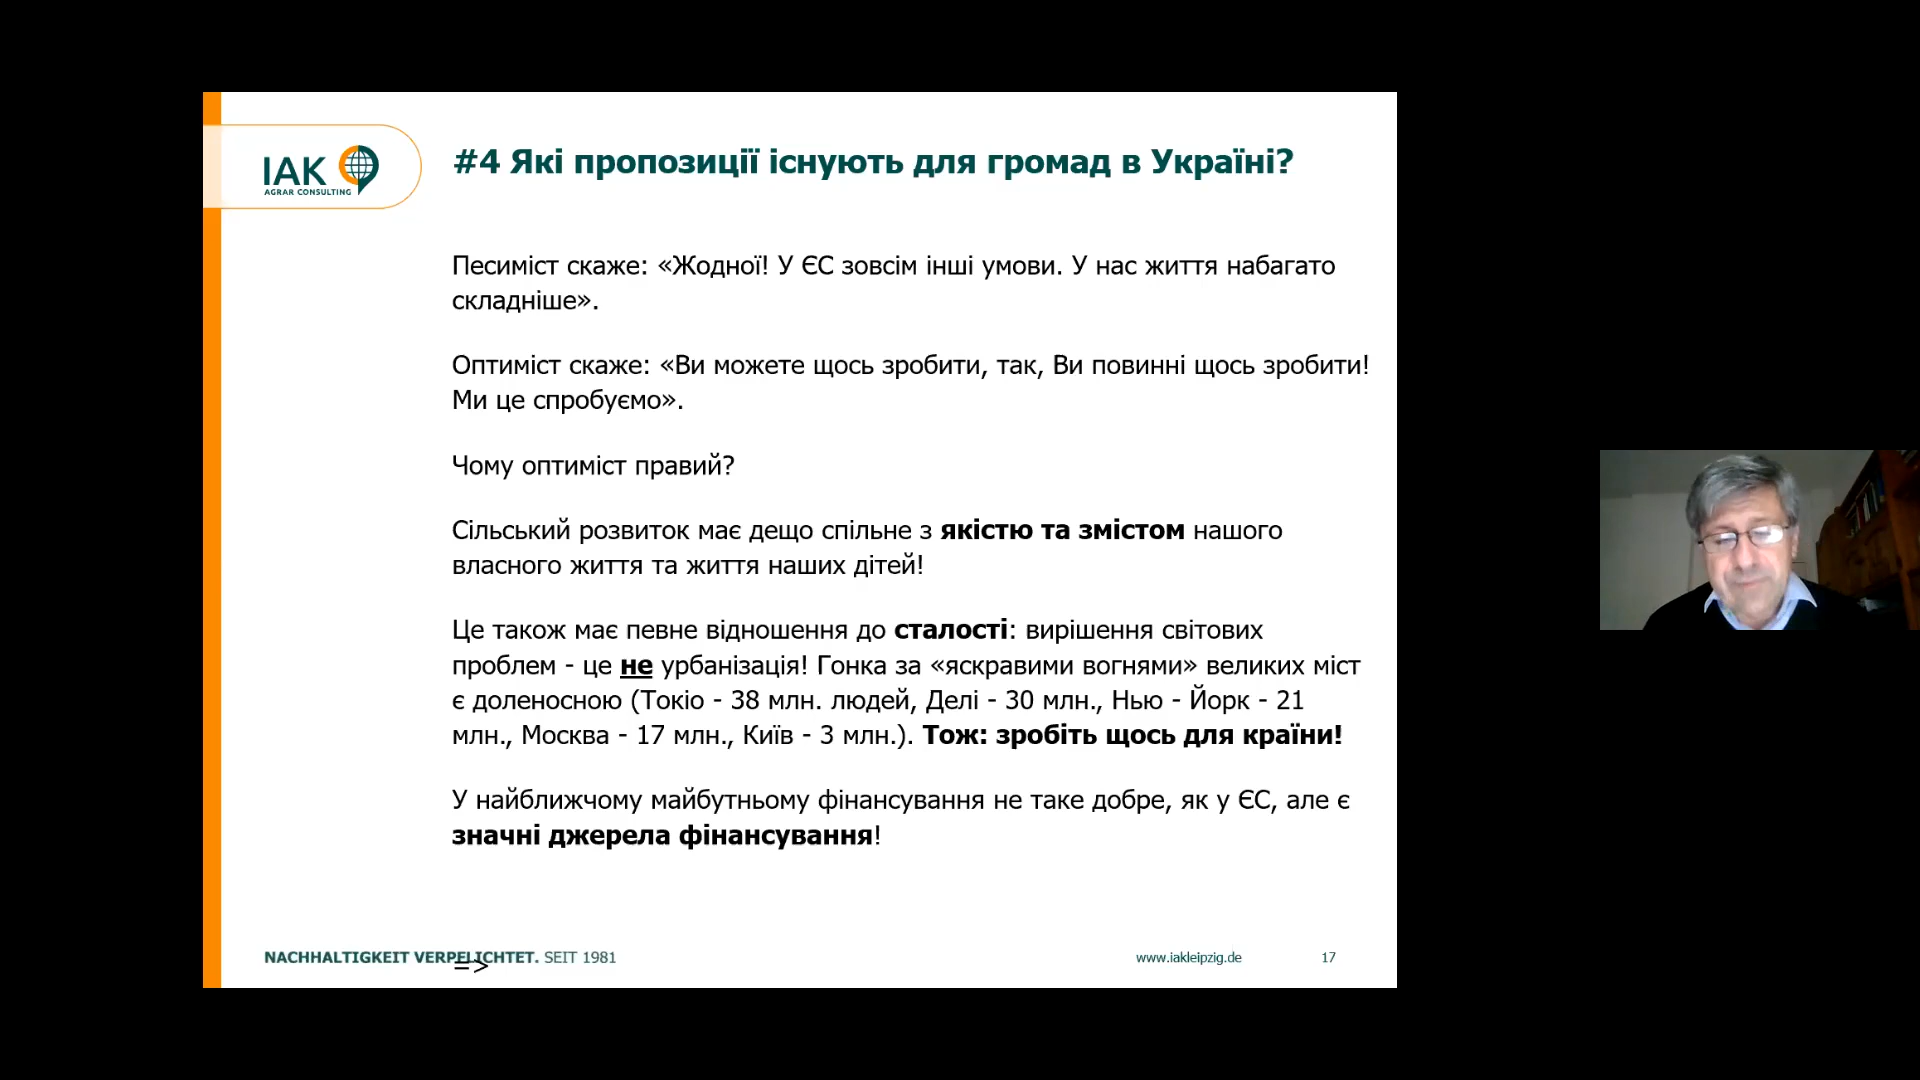 IAK
AGRAR CONSULTING
#4 Які пропозиції існують для громад в Україні?
Песиміст скаже: «Жодної! У ЄС зовсім інші умови. У нас життя набагато
складніше».
Оптиміст скаже: «Ви можете щось зробити, так, Ви повинні щось зробити!
Ми це спробуємо».
Чому оптиміст правий?
Сільський розвиток має дещо спільне з якістю та змістом нашого
власного життя та життя наших дітей!
Це також має певне відношення до сталості: вирішення світових
проблем - це не урбанізація! Гонка за «яскравими вогнями» великих міст
є доленосною (Токіо - 38 млн. людей, Делі - 30 млн., Нью - Йорк - 21
млн., Москва - 17 млн., Київ - 3 млн.). Тож: зробіть щось для країни!
У найближчому майбутньому фінансування не таке добре, як у ЄС, але є
значні джерела фінансування!
NACHHALTIGKEIT VERPFLICHTET. SEIT 1981
=>
www.iakleipzig.de
17